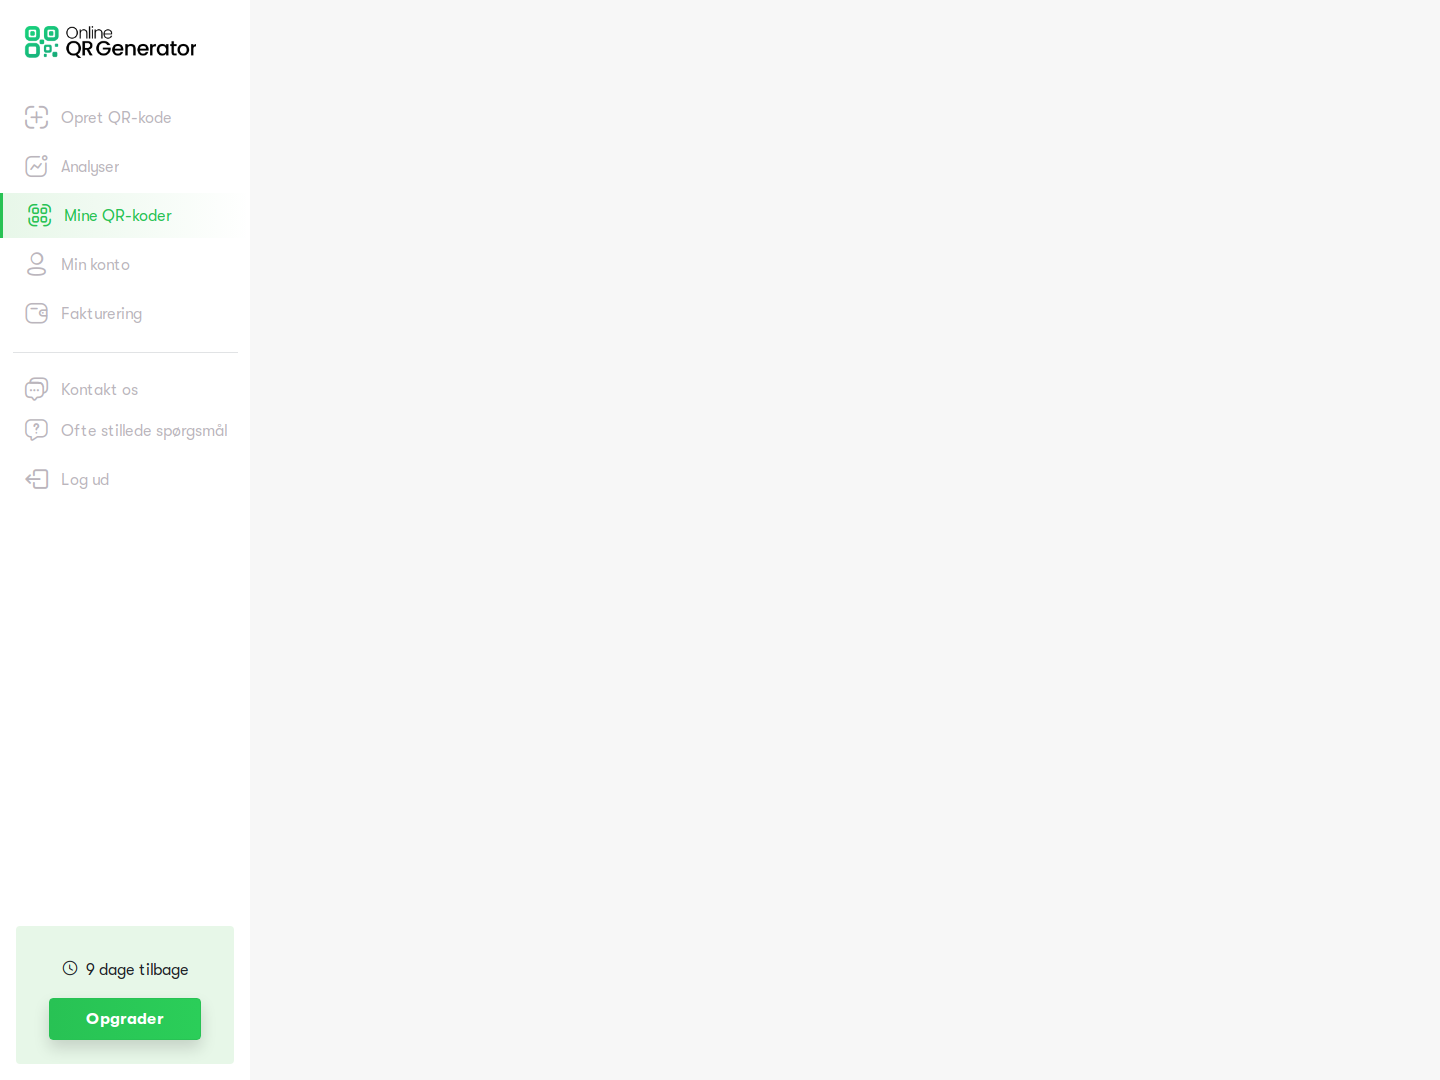 Online
QR Generator
Opret QR-kode
Analyser
Mine QR-koder
Min konto
Fakturering
Kontakt os
Ofte stillede spørgsmål
Log ud
9 dage tilbage
Opgrader